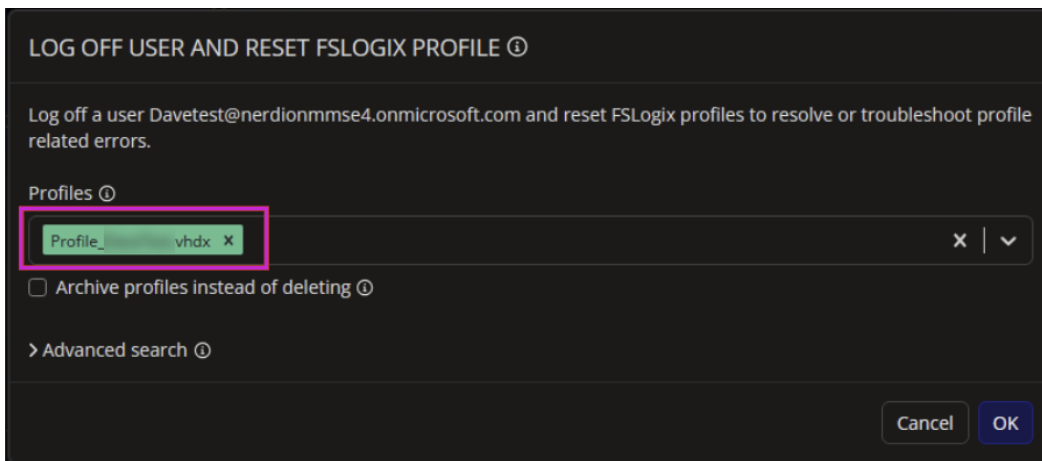 LOG OFF USER AND RESET FSLOGIX PROFILE
Log off a user Davetest@nerdionmmse4.onmicrosoft.com and reset FSLogix profiles to resolve or troubleshoot profile
related errors.
Profiles
Profile_ vhdx
Archive profiles instead of deleting
Advanced search
Cancel OK